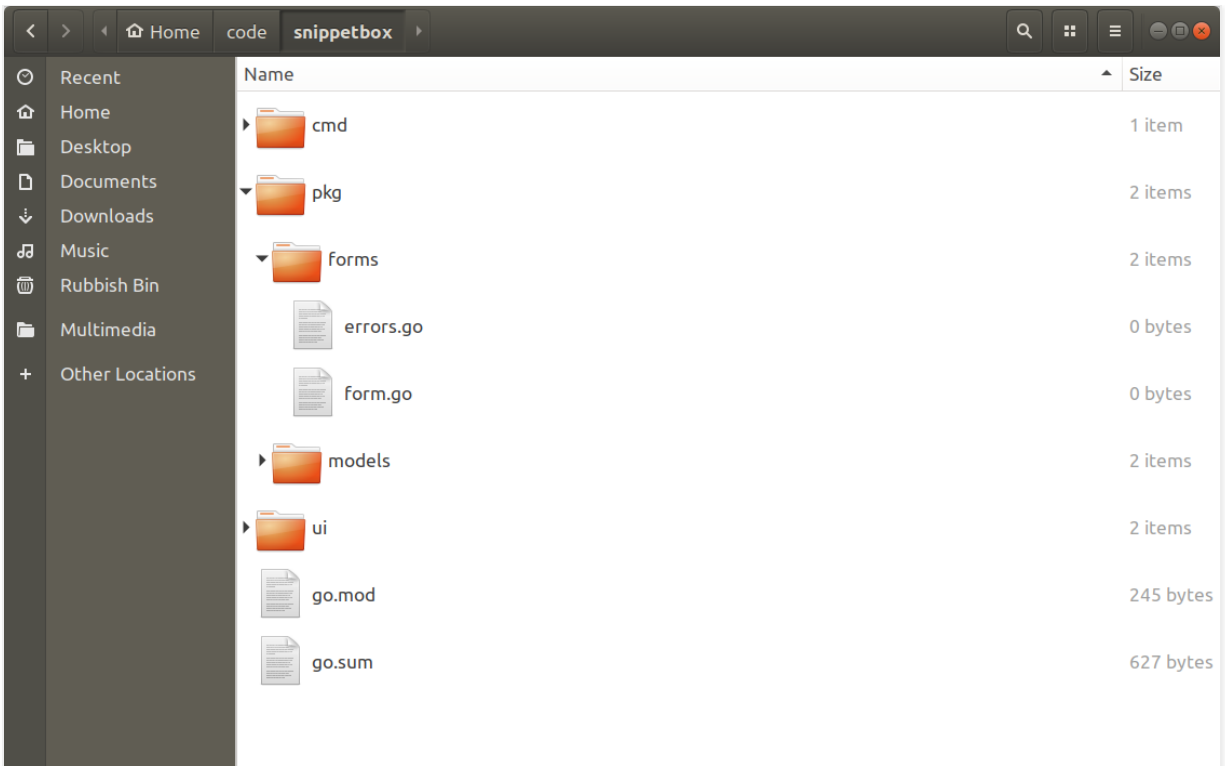 Home code snippetbox
Name Size
Recent
Home
Desktop
Documents
Downloads
Music
Rubbish Bin
Multimedia
Other Locations
cmd 1 item
pkg 2 items
forms 2 items
errors.go 0 bytes
form.go 0 bytes
models 2 items
ui 2 items
go.mod 245 bytes
go.sum 627 bytes